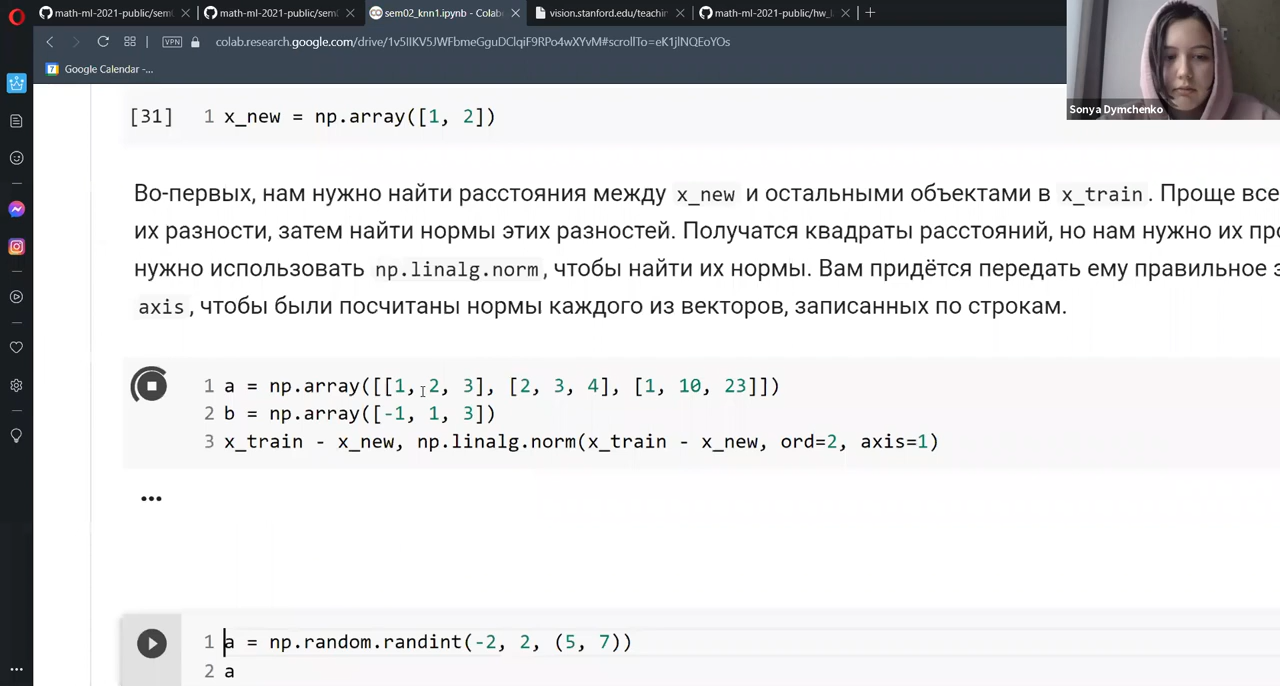 math-ml-2021-public/sem
math-ml-2021-public/sem
sem02_knn1.ipynb - Colab
vision.stanford.edu/teachin
math-ml-2021-public/hw_
VPN
colab.research.google.com/drive/1v5IIKV5JWFbmeGguDClqiF9RPo4wXYvM#scrollTo=eK1jlNQEoYOs
7 Google Calendar -...
Sonya Dymchenko
[31] 1 x_new = np.array([1, 2])
Во-первых, нам нужно найти расстояния между x_new и остальными объектами в x_train. Проще все
их разности, затем найти нормы этих разностей. Получатся квадраты расстояний, но нам нужно их про
нужно использовать np.linalg.norm, чтобы найти их нормы. Вам придётся передать ему правильное з
axis, чтобы были посчитаны нормы каждого из векторов, записанных по строкам.
1 a = np.array([[1, 2, 3], [2, 3, 4], [1, 10, 23]])
2 b = np.array([-1, 1, 3])
3 x_train - x_new, np.linalg.norm(x_train - x_new, ord=2, axis=1)
1 a = np.random.randint(-2, 2, (5, 7))
2 a